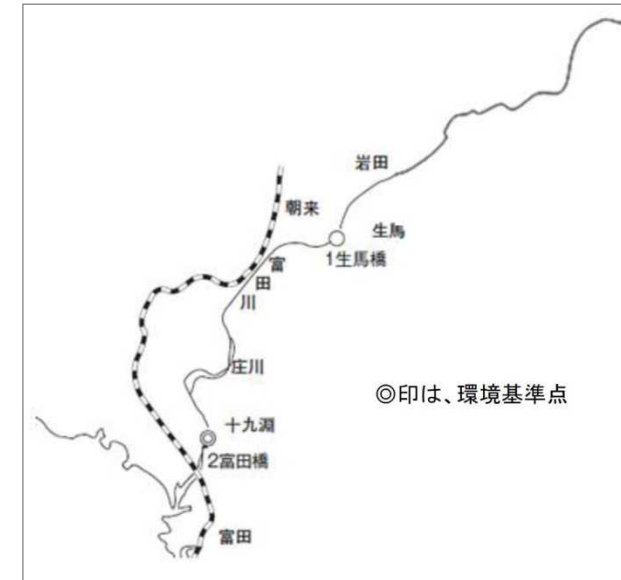 岩田
朝来
生馬
1生馬橋
富田川
庄川
◎印は、環境基準点
十九淵
2富田橋
富田